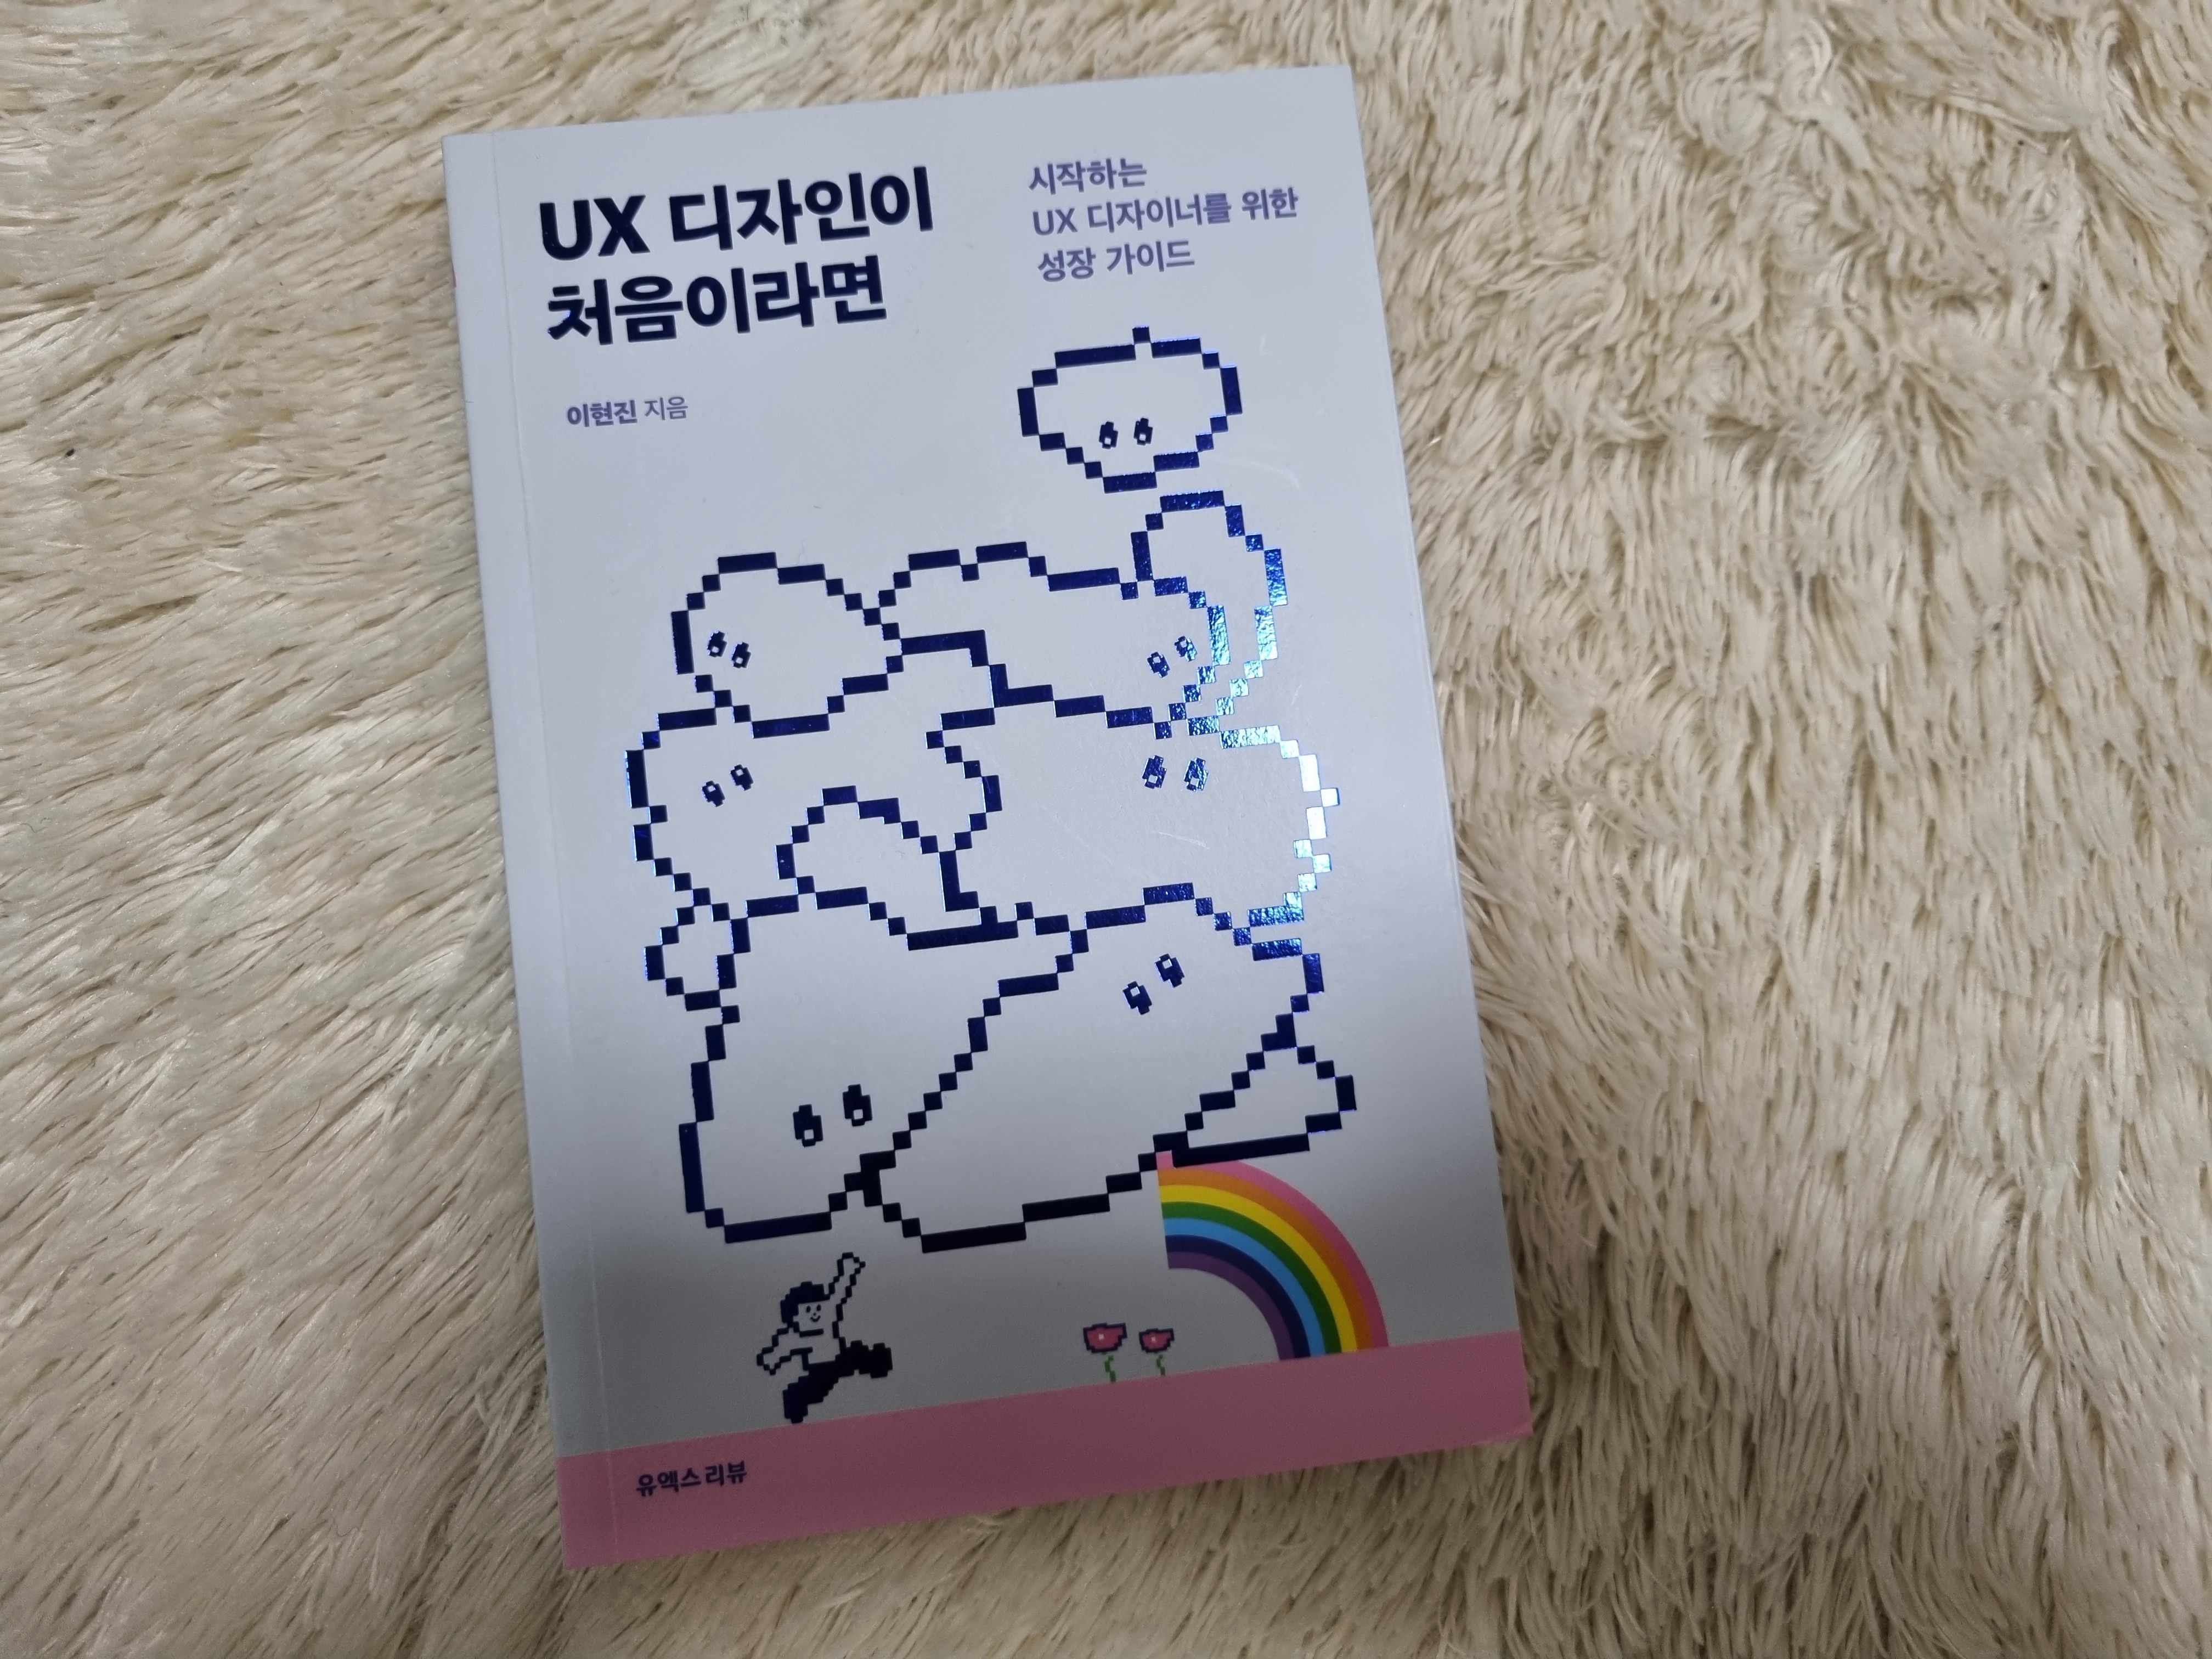 UX 디자인이
처음이라면
시작하는
UX 디자이너를 위한
성장 가이드
이현진 지음
유엑스리뷰